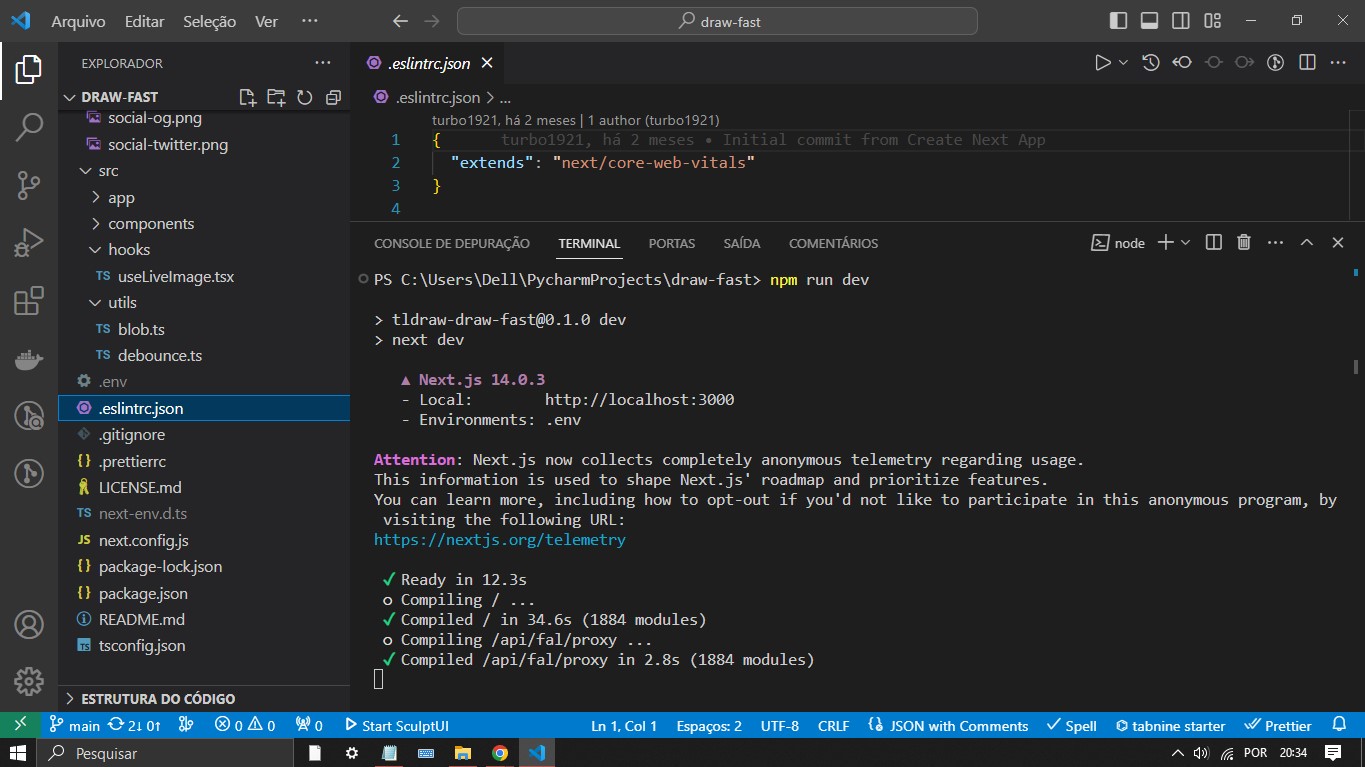 Arquivo Editar Seleção Ver ··· draw-fast
EXPLORADOR ···
DRAW-FAST
social-og.png
social-twitter.png
src
app
components
hooks
TS useLiveImage.tsx
utils
TS blob.ts
TS debounce.ts
.env
.eslintrc.json
.gitignore
{} .prettierrc
LICENSE.md
TS next-env.d.ts
JS next.config.js
{} package-lock.json
{} package.json
README.md
TS tsconfig.json
ESTRUTURA DO CÓDIGO
.eslintrc.json
.eslintrc.json > ...
turbo1921, há 2 meses | 1 author (turbo1921)
1 { turbo1921, há 2 meses • Initial commit from Create Next App
2 "extends": "next/core-web-vitals"
3 }
4
CONSOLE DE DEPURAÇÃO TERMINAL PORTAS SAÍDA COMENTÁRIOS node
PS C:\Users\Dell\PycharmProjects\draw-fast> npm run dev
> tldraw-draw-fast@0.1.0 dev
> next dev
▲ Next.js 14.0.3
- Local: http://localhost:3000
- Environments: .env
Attention: Next.js now collects completely anonymous telemetry regarding usage.
This information is used to shape Next.js' roadmap and prioritize features.
You can learn more, including how to opt-out if you'd not like to participate in this anonymous program, by
visiting the following URL:
https://nextjs.org/telemetry
✓ Ready in 12.3s
o Compiling / ...
✓ Compiled / in 34.6s (1884 modules)
o Compiling /api/fal/proxy ...
✓ Compiled /api/fal/proxy in 2.8s (1884 modules)
main 2↓ 0↑ 0 0 0 Start SculptUI Ln 1, Col 1 Espaços: 2 UTF-8 CRLF JSON with Comments Spell tabnine starter Prettier
Pesquisar POR 20:34